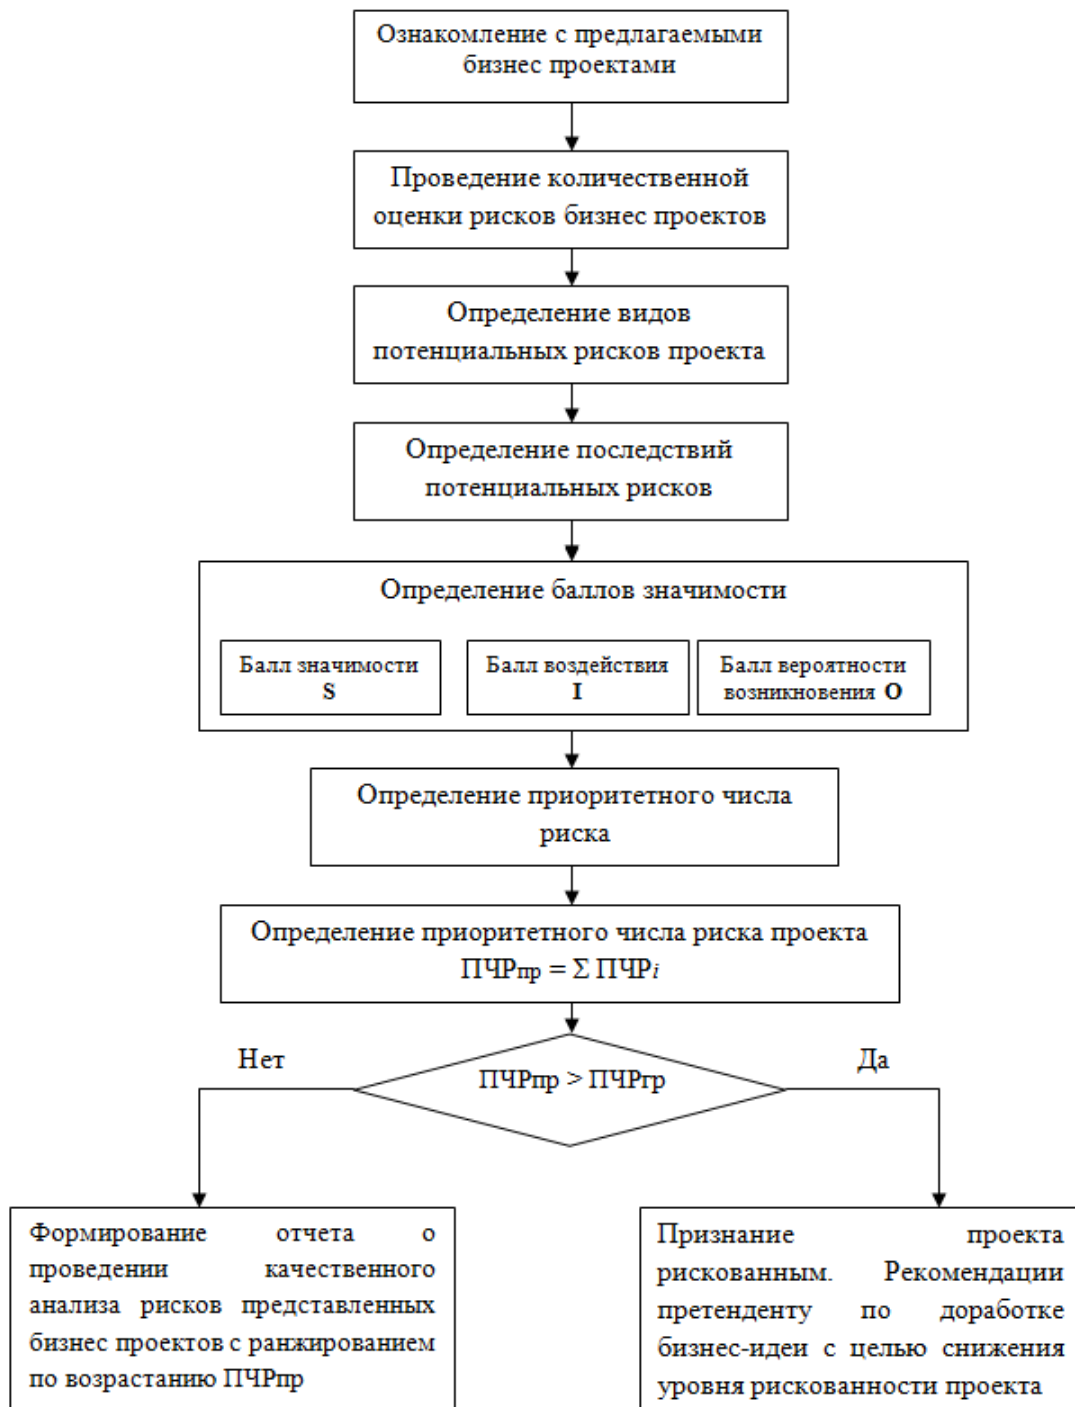 Ознакомление с предлагаемыми
бизнес проектами
Проведение количественной
оценки рисков бизнес проектов
Определение видов
потенциальных рисков проекта
Определение последствий
потенциальных рисков
Определение баллов значимости
Балл значимости
S
Балл воздействия
I
Балл вероятности
возникновения O
Определение приоритетного числа
риска
Определение приоритетного числа риска проекта
ПЧРпр = Σ ПЧРi
Нет
ПЧРпр > ПЧРгр
Да
Формирование отчета о
проведении качественного
анализа рисков представленных
бизнес проектов с ранжированием
по возрастанию ПЧРпр
Признание проекта
рискованным. Рекомендации
претенденту по доработке
бизнес-идеи с целью снижения
уровня рискованности проекта